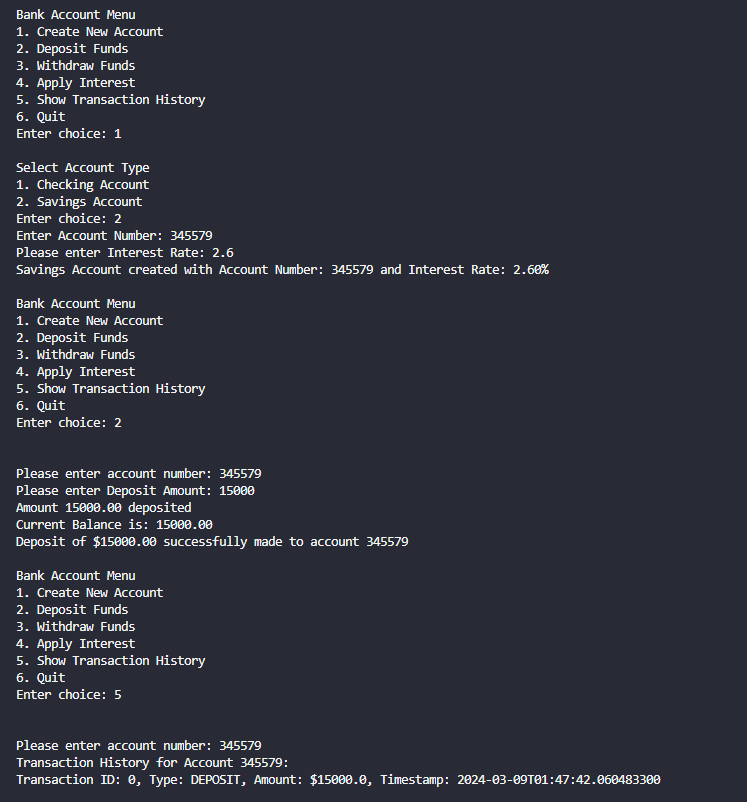 Bank Account Menu
1. Create New Account
2. Deposit Funds
3. Withdraw Funds
4. Apply Interest
5. Show Transaction History
6. Quit
Enter choice: 1
Select Account Type
1. Checking Account
2. Savings Account
Enter choice: 2
Enter Account Number: 345579
Please enter Interest Rate: 2.6
Savings Account created with Account Number: 345579 and Interest Rate: 2.60%
Bank Account Menu
1. Create New Account
2. Deposit Funds
3. Withdraw Funds
4. Apply Interest
5. Show Transaction History
6. Quit
Enter choice: 2
Please enter account number: 345579
Please enter Deposit Amount: 15000
Amount 15000.00 deposited
Current Balance is: 15000.00
Deposit of $15000.00 successfully made to account 345579
Bank Account Menu
1. Create New Account
2. Deposit Funds
3. Withdraw Funds
4. Apply Interest
5. Show Transaction History
6. Quit
Enter choice: 5
Please enter account number: 345579
Transaction History for Account 345579:
Transaction ID: 0, Type: DEPOSIT, Amount: $15000.0, Timestamp: 2024-03-09T01:47:42.060483300